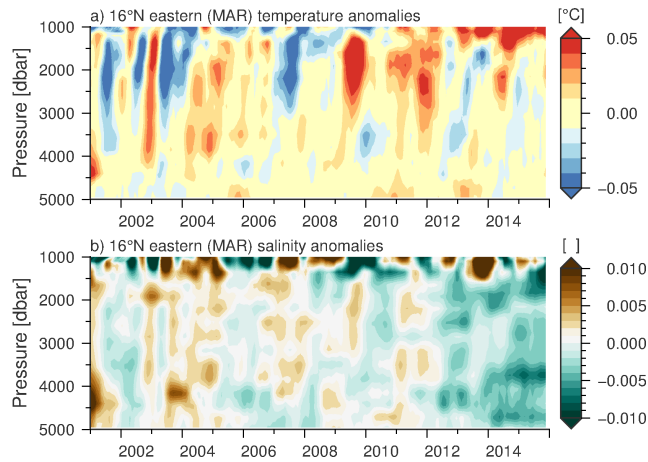 a) 16°N eastern (MAR) temperature anomalies
[°C]
1000
2000
3000
4000
5000
Pressure [dbar]
0.05
0.00
−0.05
2002 2004 2006 2008 2010 2012 2014
b) 16°N eastern (MAR) salinity anomalies
[ ]
1000
2000
3000
4000
5000
Pressure [dbar]
0.010
0.005
0.000
−0.005
−0.010
2002 2004 2006 2008 2010 2012 2014